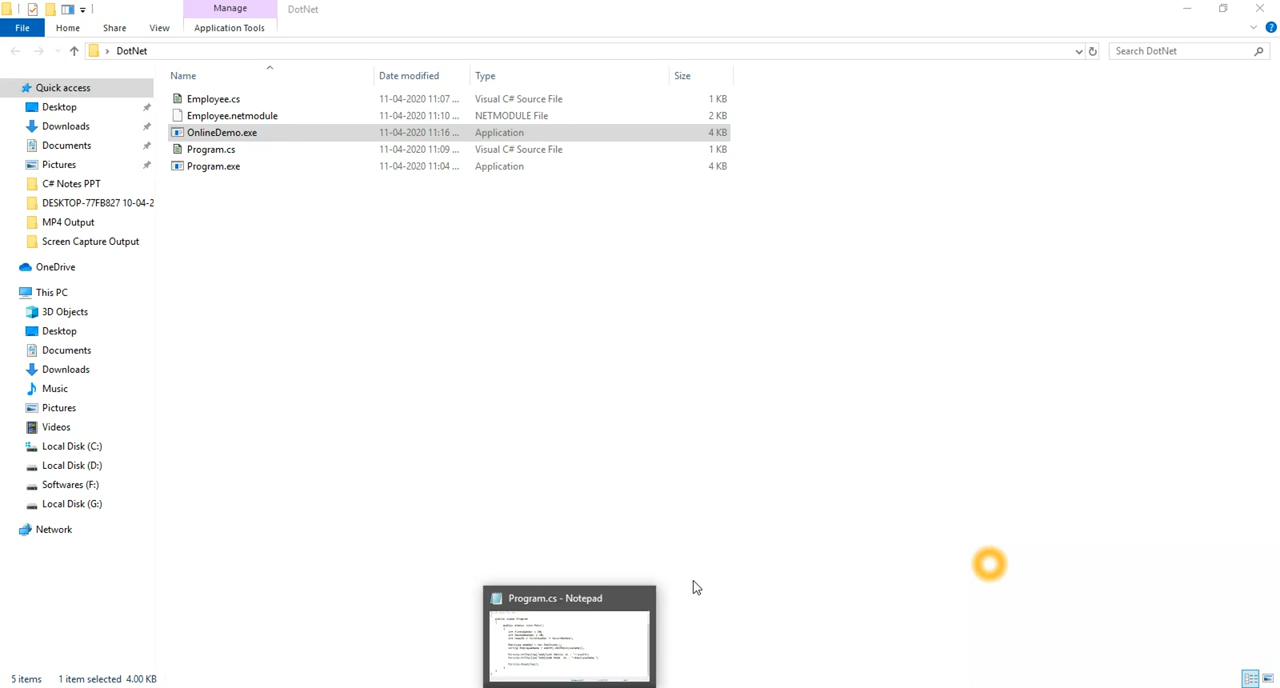 Manage
DotNet
File
Home
Share
View
Application Tools
DotNet
Search DotNet
Name
Date modified
Type
Size
Employee.cs
11-04-2020 11:07 ...
Visual C# Source File
1 KB
Employee.netmodule
11-04-2020 11:10 ...
NETMODULE File
2 KB
OnlineDemo.exe
11-04-2020 11:16 ...
Application
4 KB
Program.cs
11-04-2020 11:09 ...
Visual C# Source File
1 KB
Program.exe
11-04-2020 11:04 ...
Application
4 KB
Quick access
Desktop
Downloads
Documents
Pictures
C# Notes PPT
DESKTOP-77FB827 10-04-2
MP4 Output
Screen Capture Output
OneDrive
This PC
3D Objects
Desktop
Documents
Downloads
Music
Pictures
Videos
Local Disk (C:)
Local Disk (D:)
Softwares (F:)
Local Disk (G:)
Network
Program.cs - Notepad
5 items
1 item selected 4.00 KB